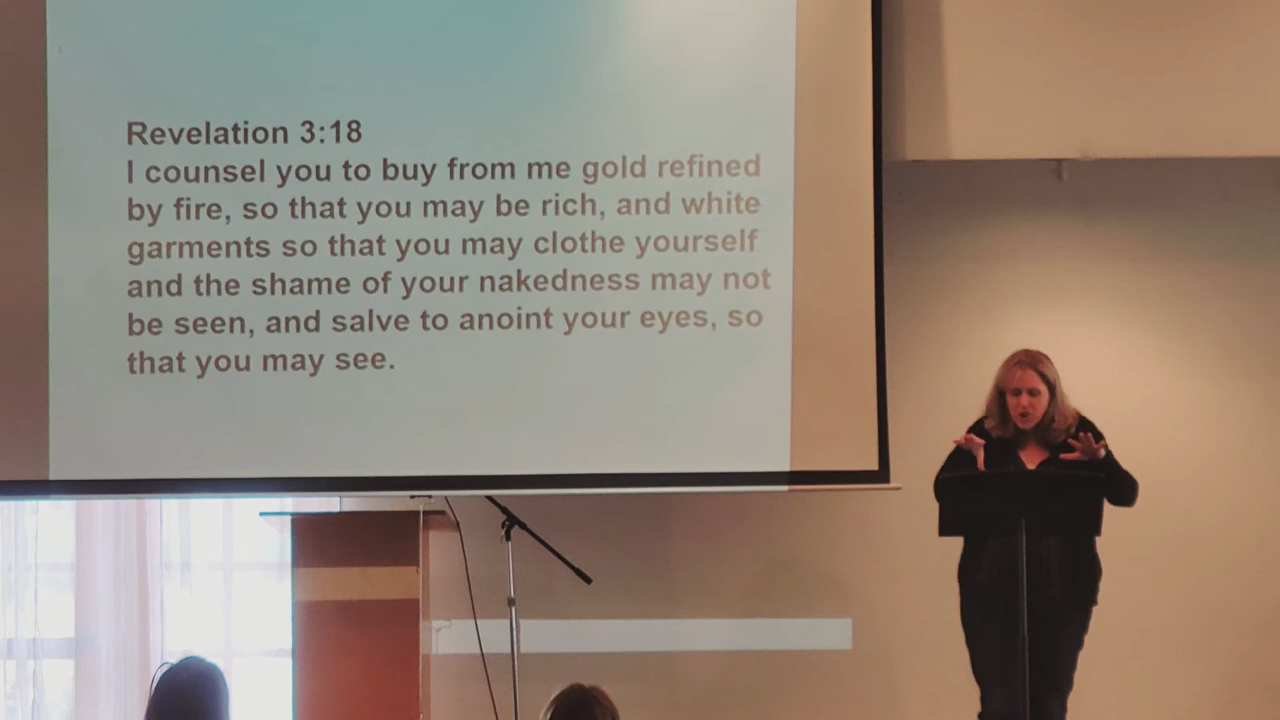 Revelation 3:18
I counsel you to buy from me gold refined
by fire, so that you may be rich, and white
garments so that you may clothe yourself
and the shame of your nakedness may not
be seen, and salve to anoint your eyes, so
that you may see.